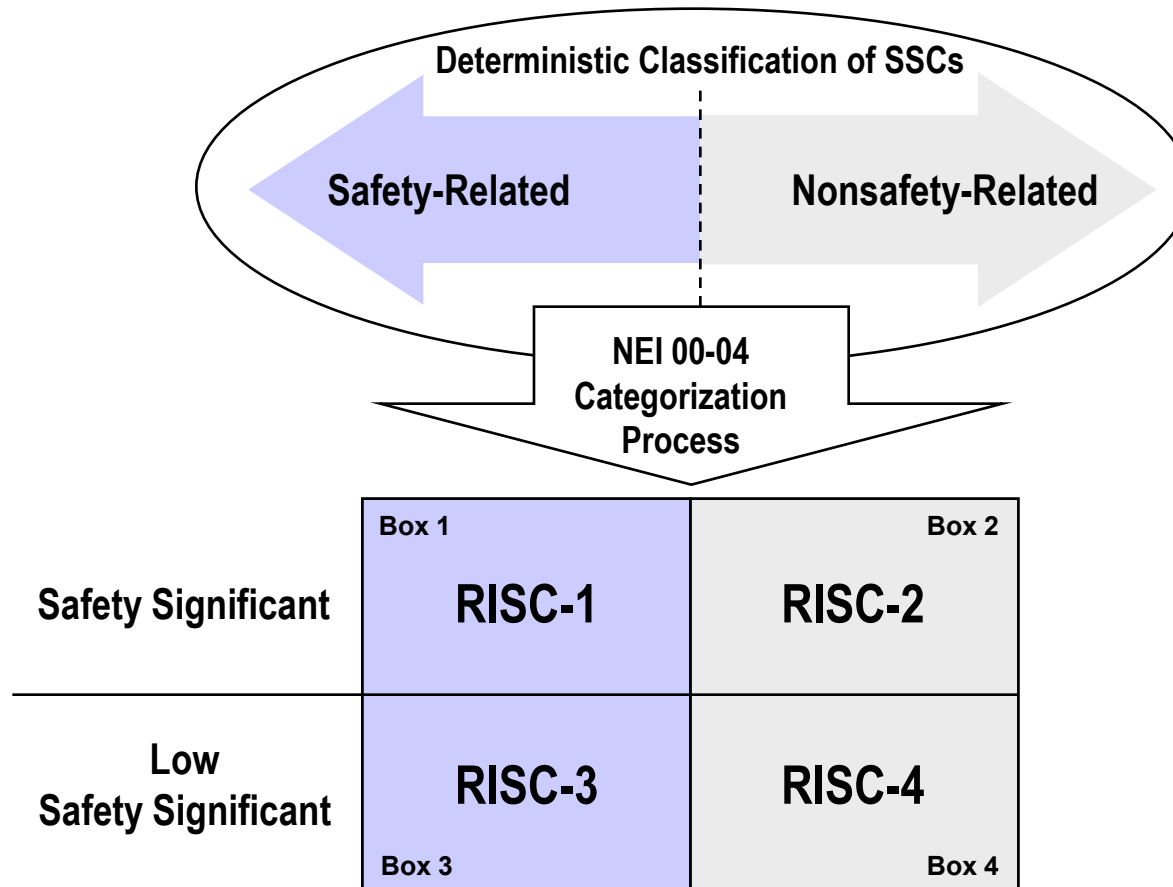 Deterministic Classification of SSCs
Safety-Related
Nonsafety-Related
NEI 00-04
Categorization
Process
Box 1
Box 2
Safety Significant
RISC-1
RISC-2
Low
Safety Significant
RISC-3
RISC-4
Box 3
Box 4